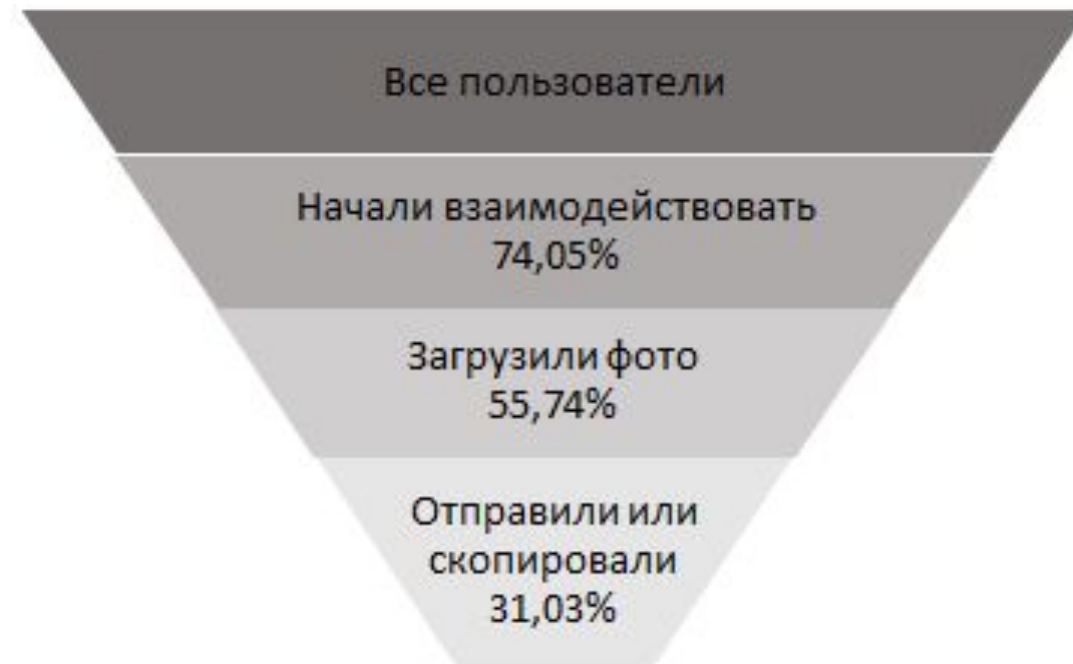 Все пользователи
Начали взаимодействовать
74,05%
Загрузили фото
55,74%
Отправили или
скопировали
31,03%